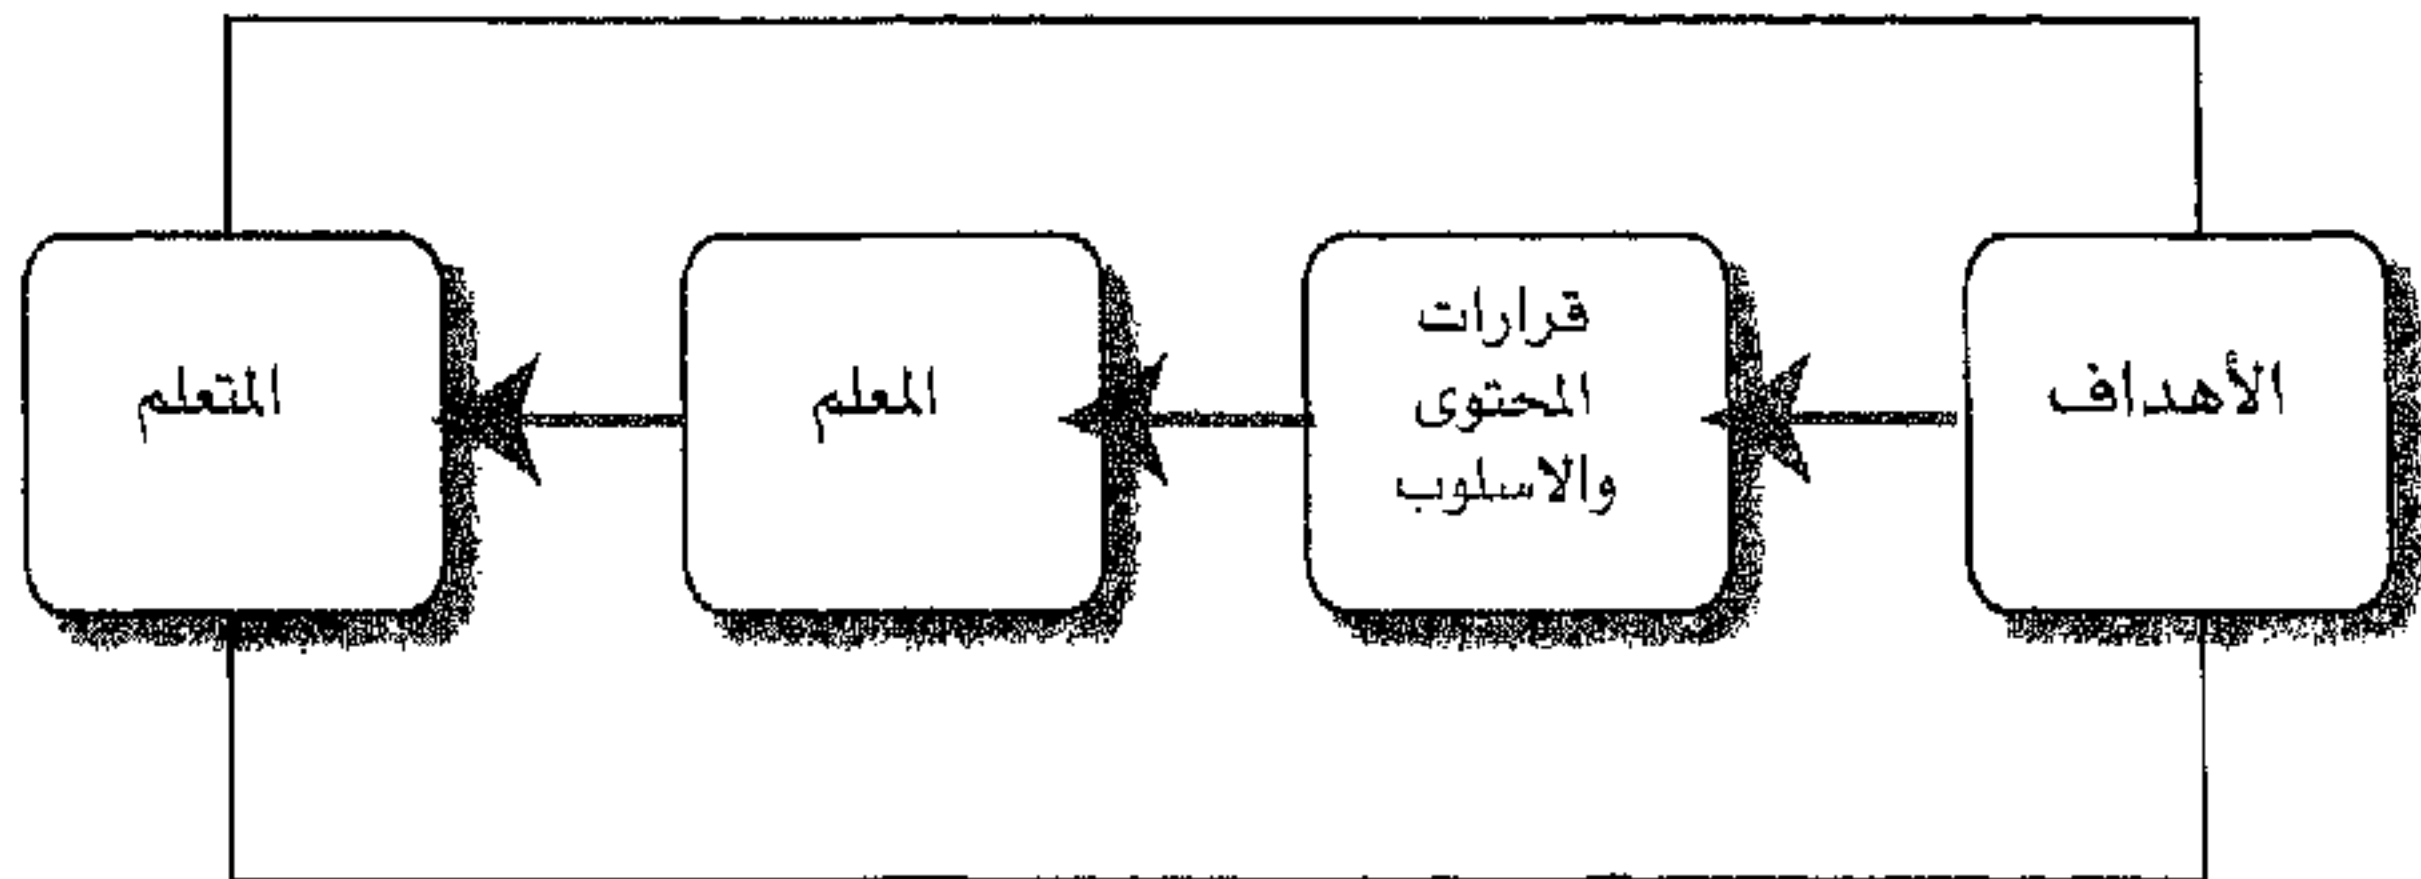 الأهداف
قرارات
المحتوى
والاسلوب
المعلم
المتعلم